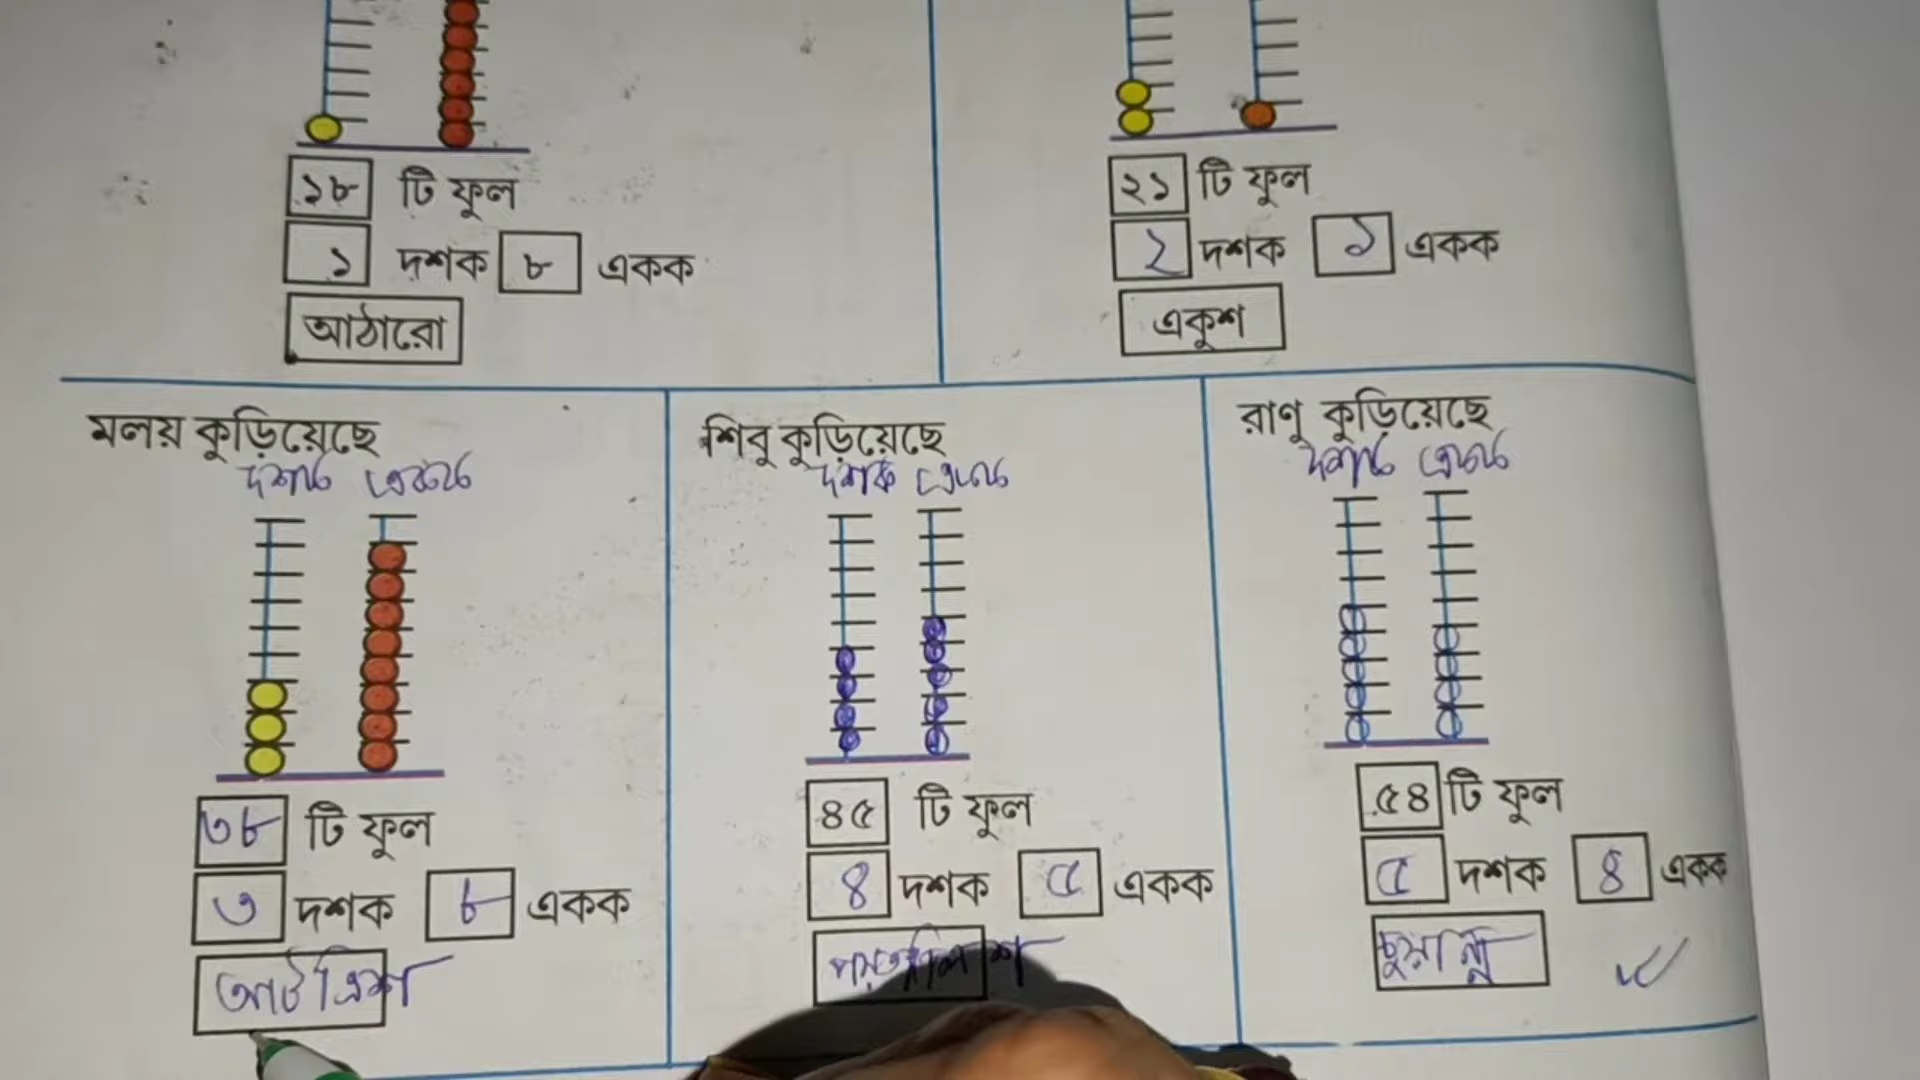 ১৮ টি ফুল
১ দশক ৮ একক
আঠারো
২১ টি ফুল
২ দশক ১ একক
একুশ
মলয় কুড়িয়েছে
দশক একক
৩৮ টি ফুল
৩ দশক ৮ একক
আটত্রিশ
শিবু কুড়িয়েছে
দশক একক
৪৫ টি ফুল
৪ দশক ৫ একক
রাণু কুড়িয়েছে
দশক একক
৫৪ টি ফুল
৫ দশক ৪ একক
চুয়ান্ন